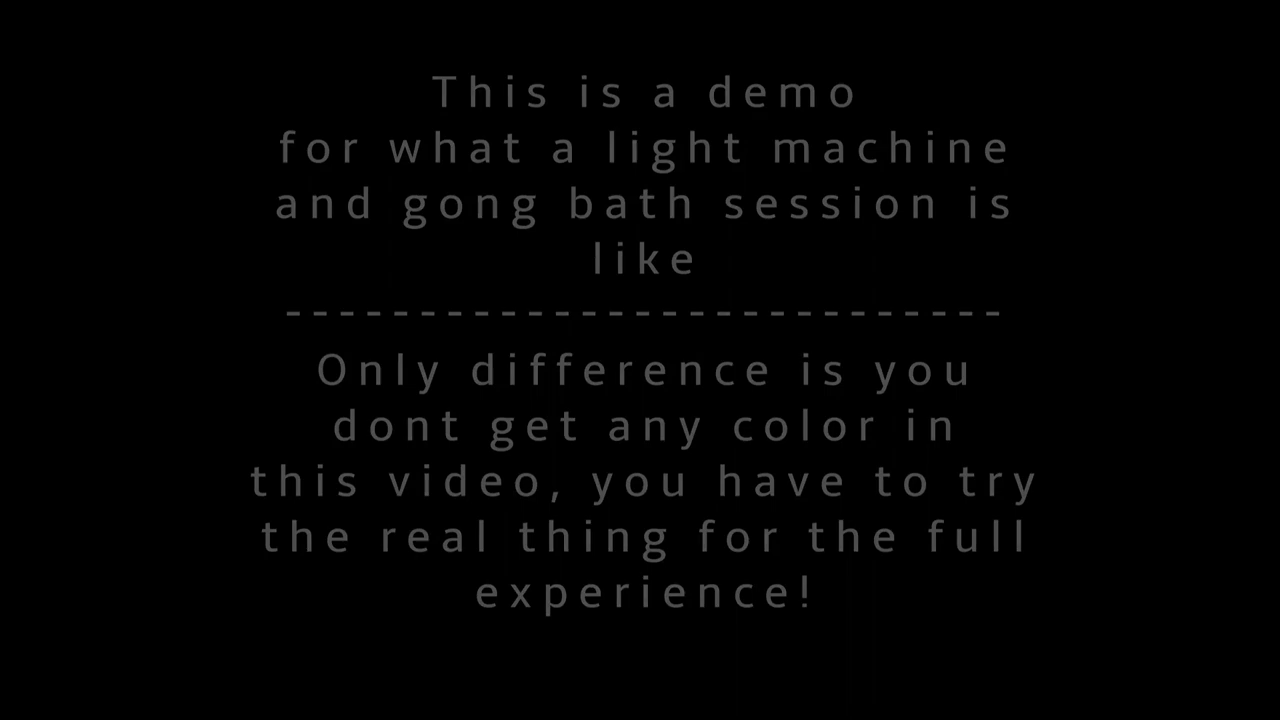 This is a demo
for what a light machine
and gong bath session is
like
---------------------------
Only difference is you
dont get any color in
this video, you have to try
the real thing for the full
experience!